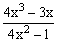 4x³ − 3x
4x² − 1